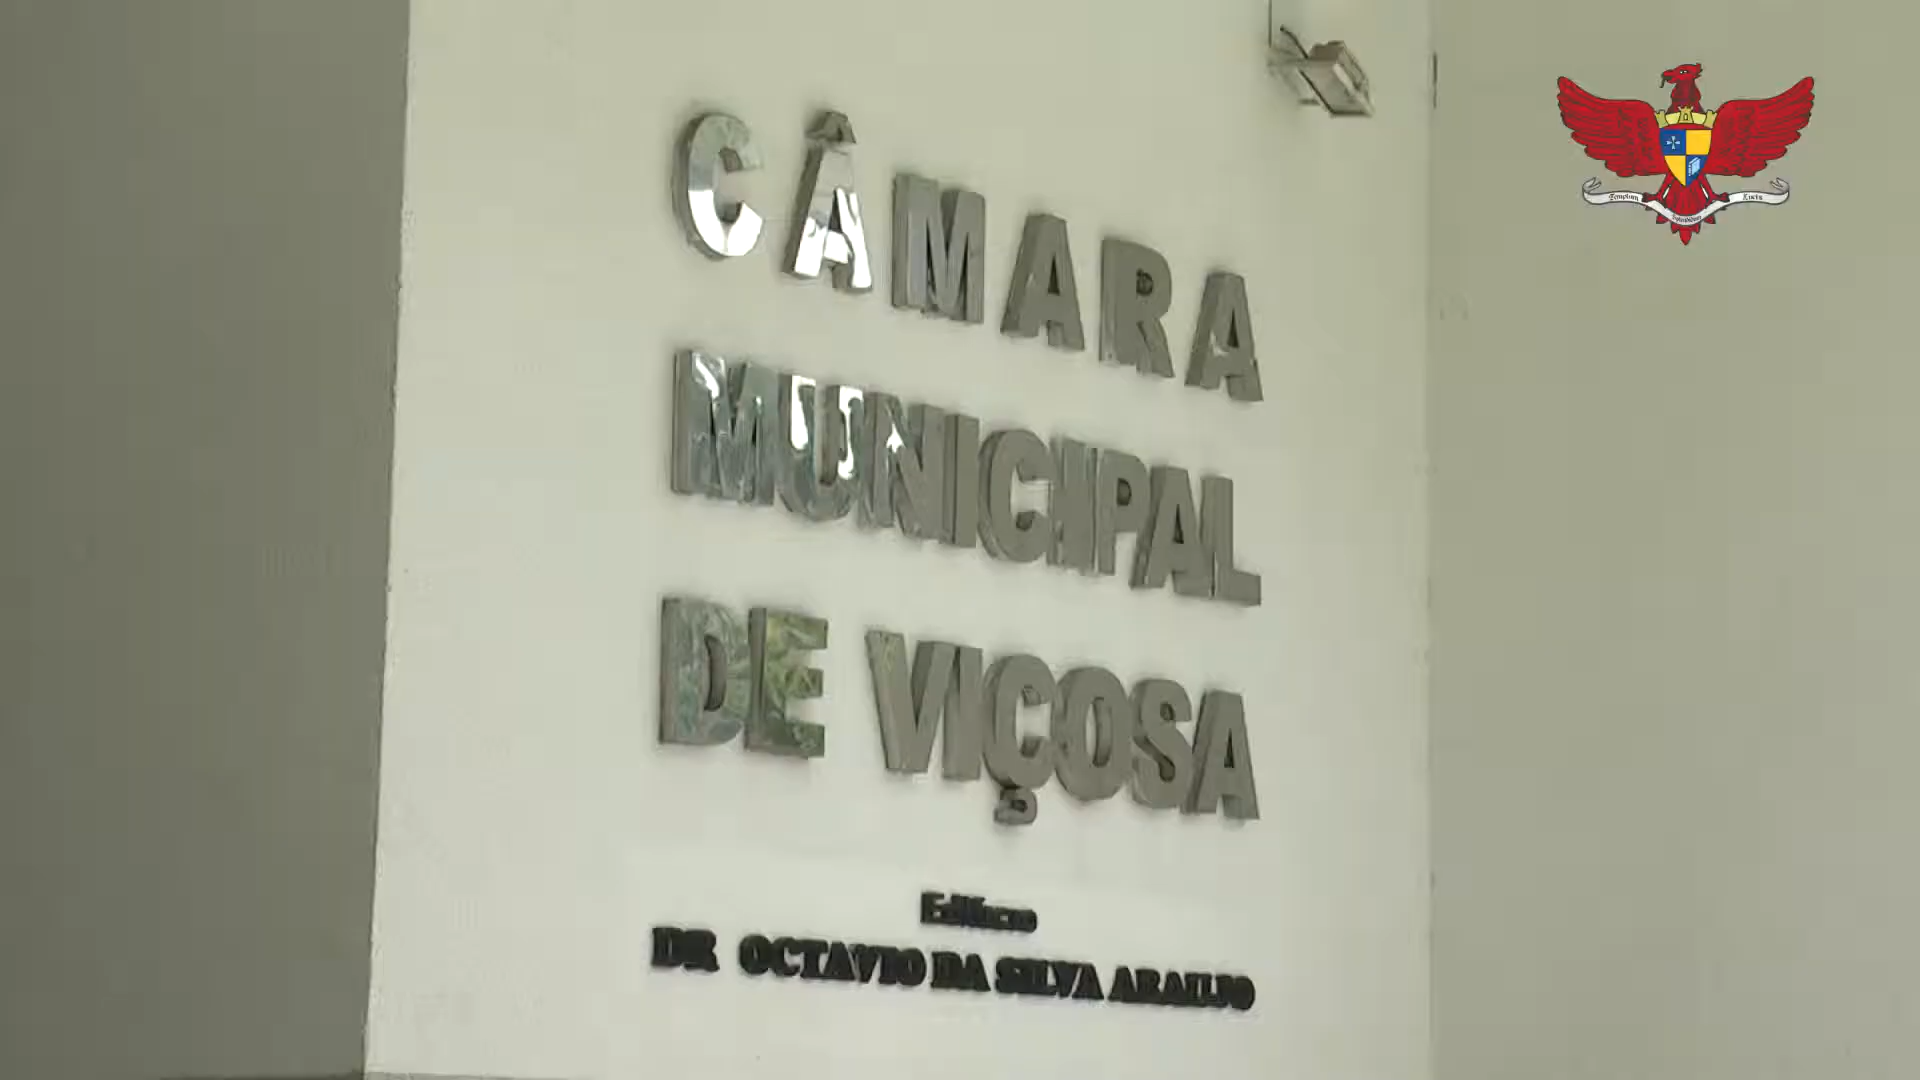 CÂMARA
MUNICIPAL
DE VIÇOSA
Edifício
DR OCTAVIO DA SILVA ARAUJO